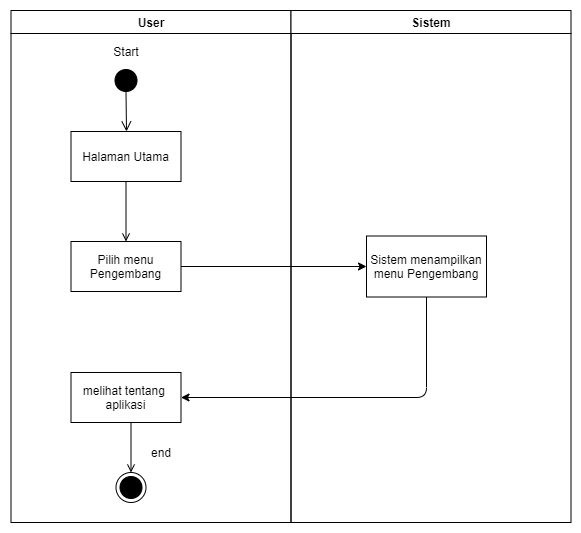 User
Sistem
Start
Halaman Utama
Pilih menu
Pengembang
Sistem menampilkan
menu Pengembang
melihat tentang
aplikasi
end